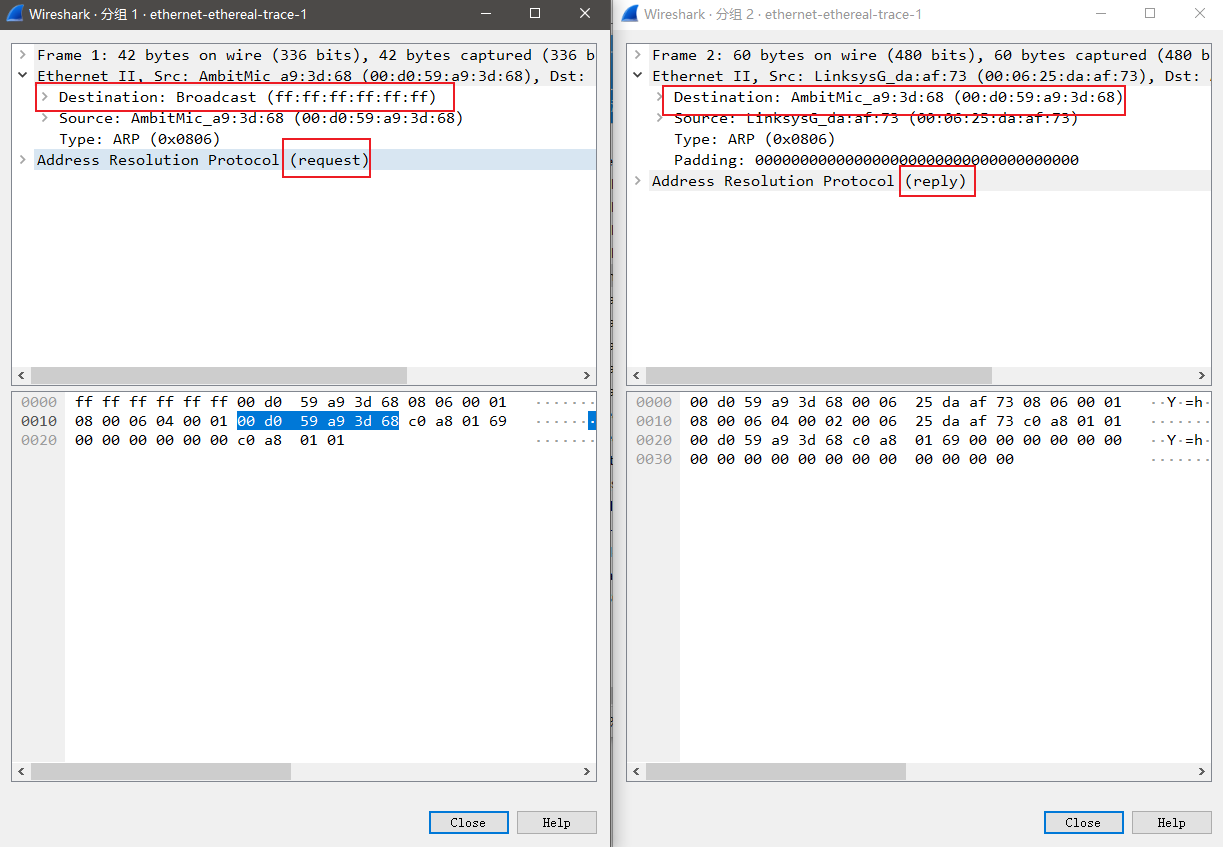 Wireshark · 分组 1 · ethernet-ethereal-trace-1
Frame 1: 42 bytes on wire (336 bits), 42 bytes captured (336 b
Ethernet II, Src: AmbitMic_a9:3d:68 (00:d0:59:a9:3d:68), Dst:
Destination: Broadcast (ff:ff:ff:ff:ff:ff)
Source: AmbitMic_a9:3d:68 (00:d0:59:a9:3d:68)
Type: ARP (0x0806)
Address Resolution Protocol (request)
0000 ff ff ff ff ff ff 00 d0 59 a9 3d 68 08 06 00 01 ·······
0010 08 00 06 04 00 01 00 d0 59 a9 3d 68 c0 a8 01 69 ·······
0020 00 00 00 00 00 00 c0 a8 01 01 ·······
Close Help
Wireshark · 分组 2 · ethernet-ethereal-trace-1
Frame 2: 60 bytes on wire (480 bits), 60 bytes captured (480 b
Ethernet II, Src: LinksysG_da:af:73 (00:06:25:da:af:73), Dst:
Destination: AmbitMic_a9:3d:68 (00:d0:59:a9:3d:68)
Source: LinksysG_da:af:73 (00:06:25:da:af:73)
Type: ARP (0x0806)
Padding: 000000000000000000000000000000000000
Address Resolution Protocol (reply)
0000 00 d0 59 a9 3d 68 00 06 25 da af 73 08 06 00 01 ··Y·=h·
0010 08 00 06 04 00 02 00 06 25 da af 73 c0 a8 01 01 ·······
0020 00 d0 59 a9 3d 68 c0 a8 01 69 00 00 00 00 00 00 ··Y·=h·
0030 00 00 00 00 00 00 00 00 00 00 00 00 ·······
Close Help